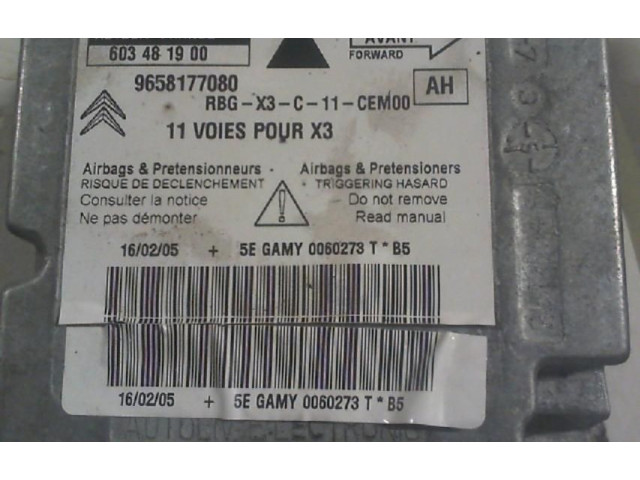 603 48 19 00
AVANT
FORWARD
9658177080
AH
RBG-X3-C-11-CEM00
11 VOIES POUR X3
Airbags & Pretensionneurs - Airbags & Pretensioners
RISQUE DE DECLENCHEMENT - TRIGGERING HASARD
Consulter la notice Do not remove
Ne pas démonter Read manual
16/02/05 + 5E GAMY 0060273 T * B5
16/02/05 + 5E GAMY 0060273 T * B5
AUTOLIV ELECTRONIC